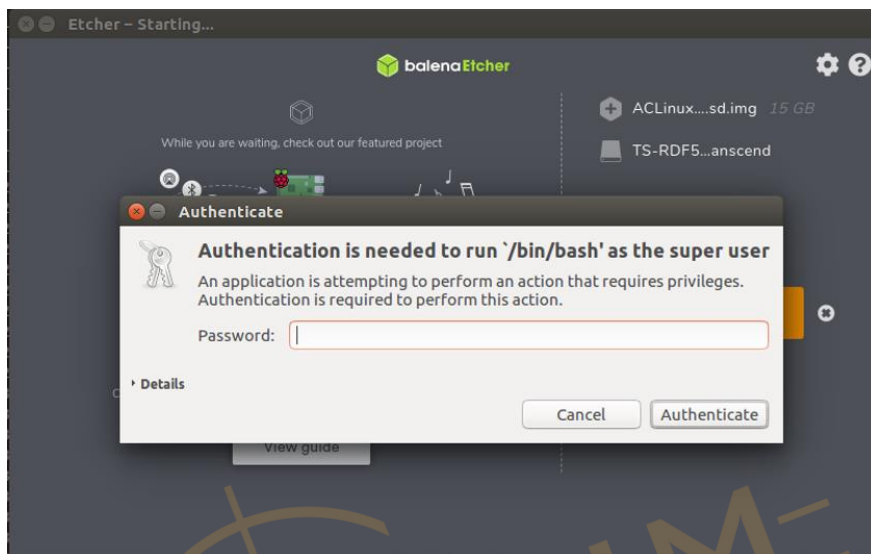 Etcher – Starting...
balenaEtcher
ACLinux....sd.img 15 GB
While you are waiting, check out our featured project
TS-RDF5...anscend
Authenticate
Authentication is needed to run `/bin/bash' as the super user
An application is attempting to perform an action that requires privileges.
Authentication is required to perform this action.
Password:
Details
Cancel
Authenticate
View guide